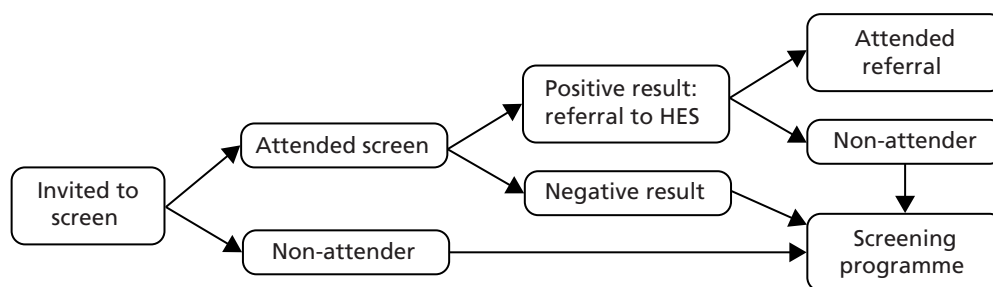 Invited to
screen
Attended screen
Non-attender
Positive result:
referral to HES
Negative result
Attended
referral
Non-attender
Screening
programme